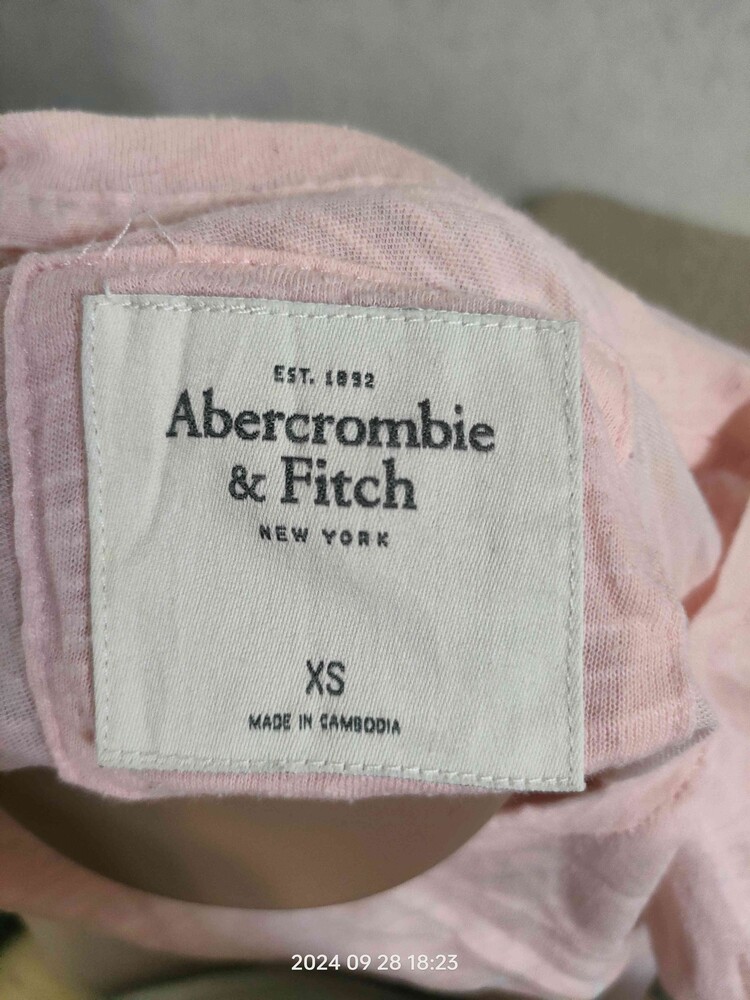 EST. 1892
Abercrombie
& Fitch
NEW YORK
XS
MADE IN CAMBODIA
2024 09 28 18:23